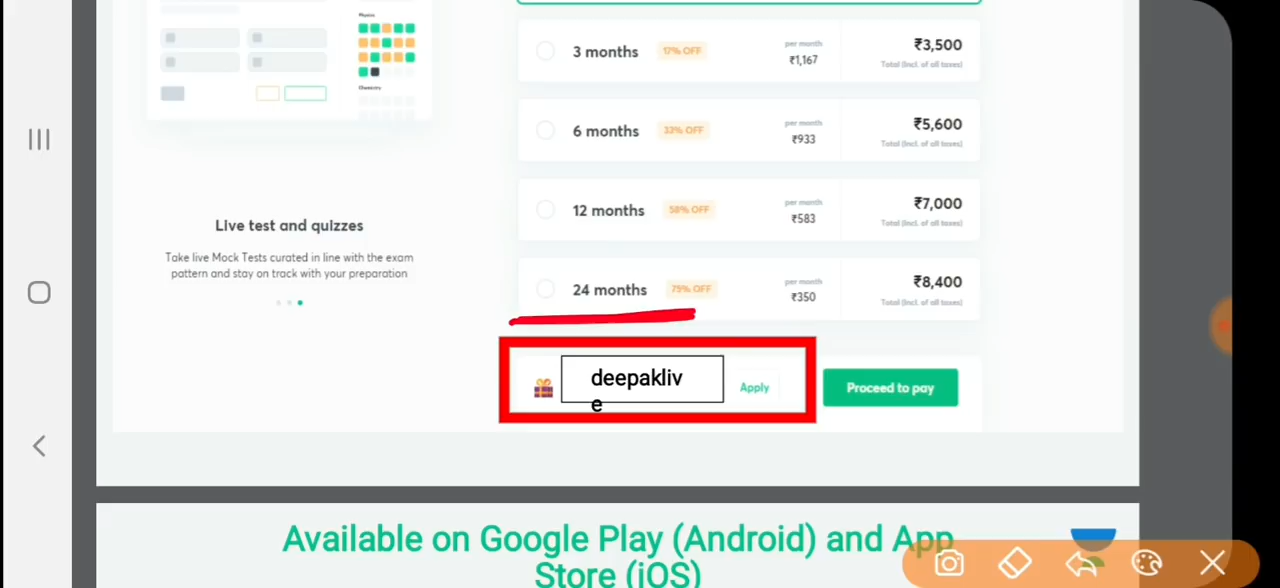 Physics
Chemistry
Live test and quizzes
Take live Mock Tests curated in line with the exam
pattern and stay on track with your preparation
3 months 17% OFF per month ₹1,167 ₹3,500 Total (Incl. of all taxes)
6 months 33% OFF per month ₹933 ₹5,600 Total (Incl. of all taxes)
12 months 58% OFF per month ₹583 ₹7,000 Total (Incl. of all taxes)
24 months 75% OFF per month ₹350 ₹8,400 Total (Incl. of all taxes)
deepakliv
e
Apply
Proceed to pay
Available on Google Play (Android) and App
Store (iOS)